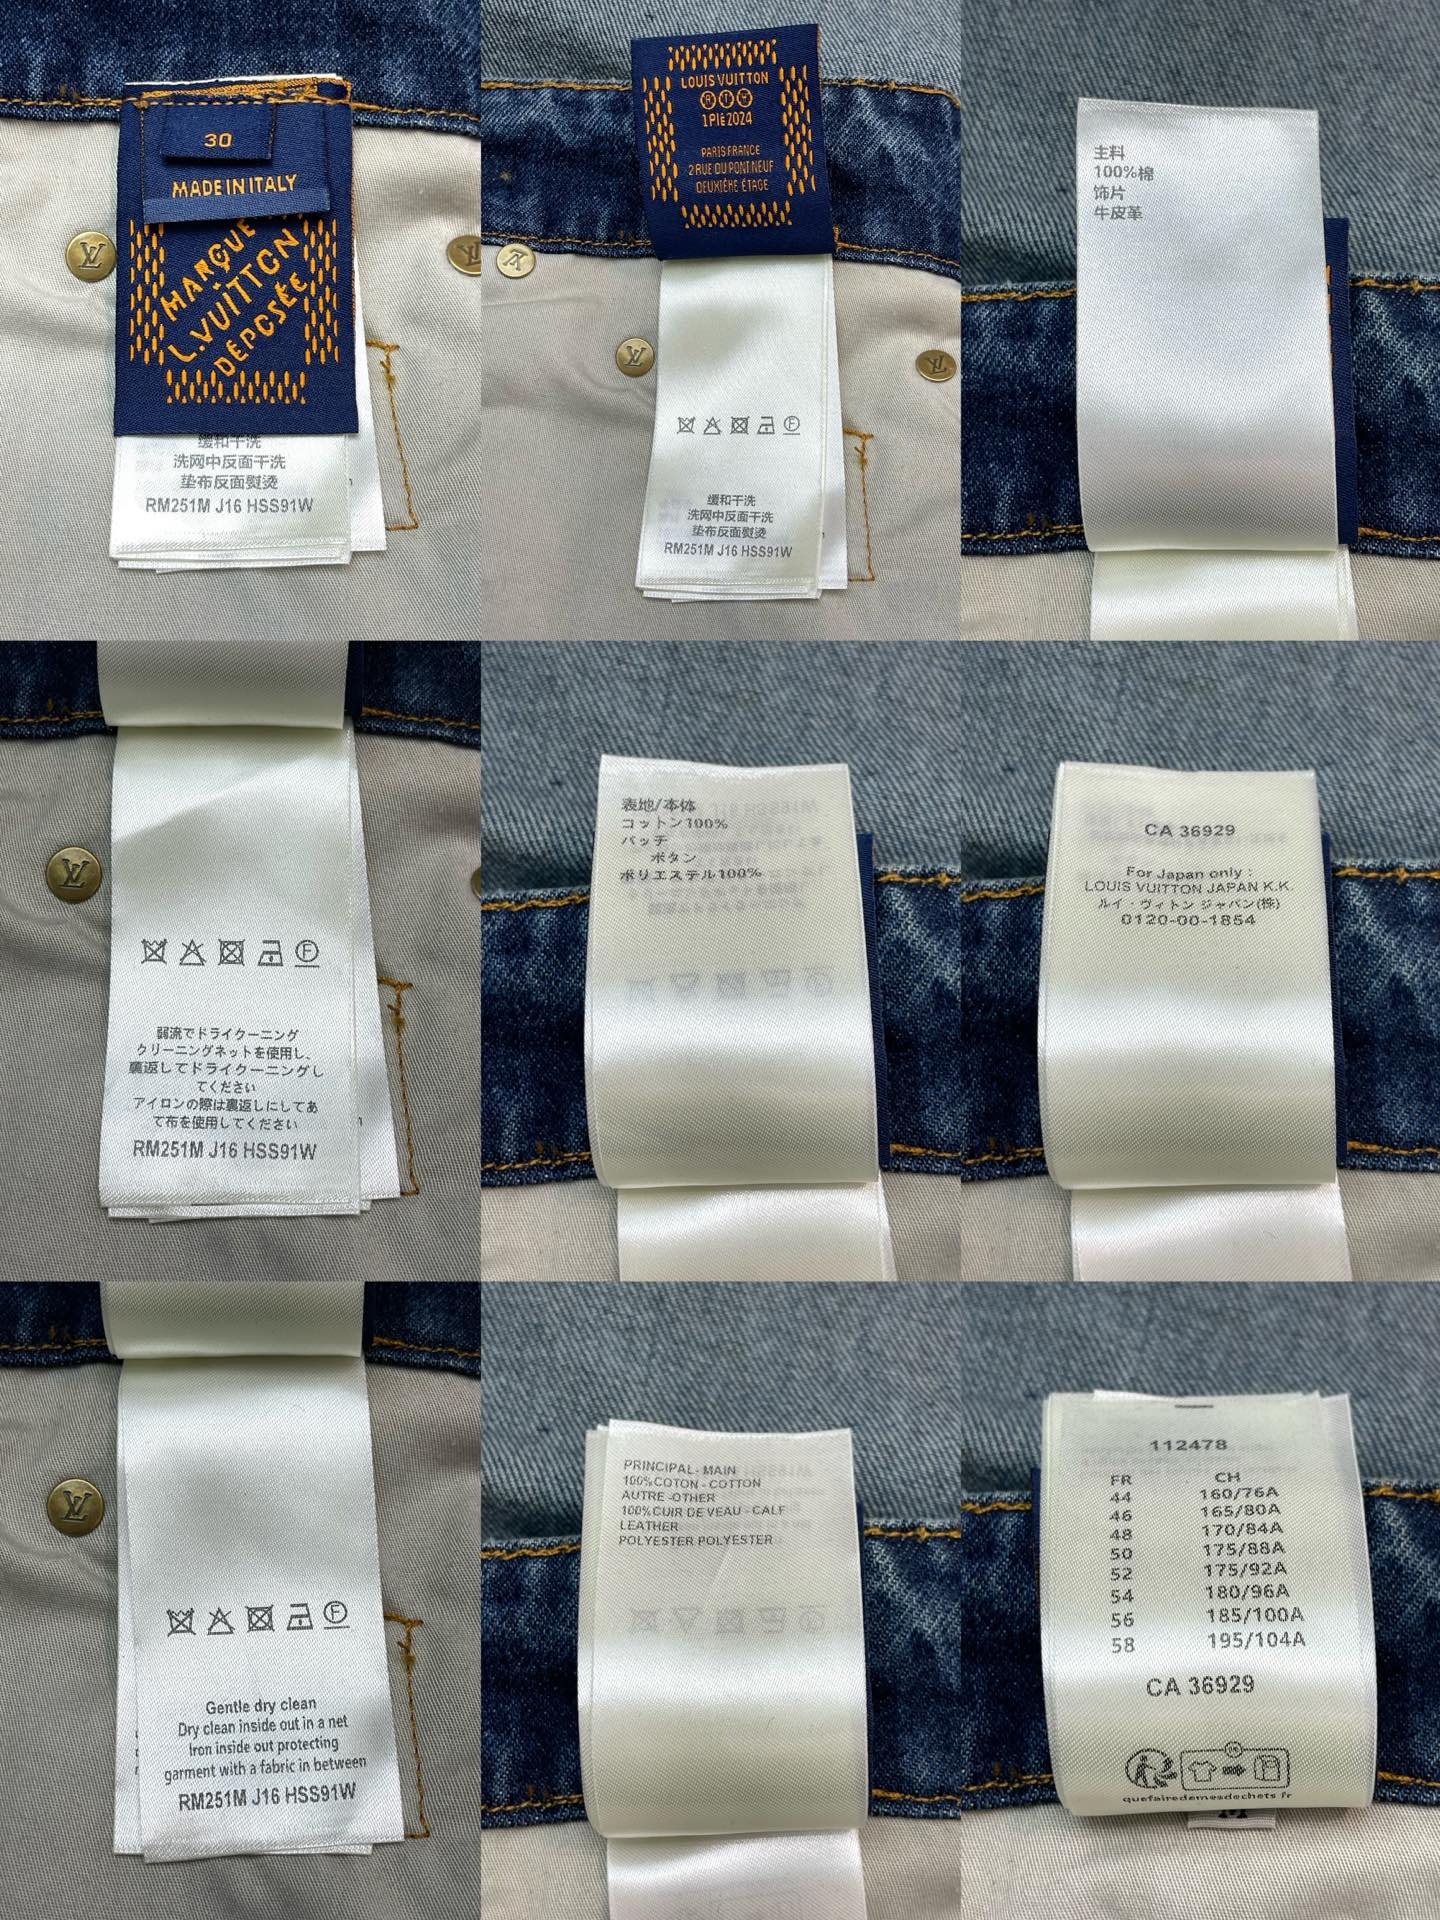 30
MADE IN ITALY
MARQUE
L.VUITTON
DÉPOSÉE
缓和干洗
洗网中反面干洗
垫布反面熨烫
RM251M J16 HSS91W
LOUIS VUITTON
RTW
1Plé2024
PARIS FRANCE
2 RUE DU PONT NEUF
DEUXIÈME ÉTAGE
F
缓和干洗
洗网中反面干洗
垫布反面熨烫
RM251M J16 HSS91W
主料
100%棉
饰片
牛皮革
F
弱流でドライクーニング
クリーニングネットを使用し、
裏返してドライクーニングし
てください
アイロンの際は裏返しにしてあ
て布を使用してください
RM251M J16 HSS91W
表地/本体
コットン100%
パッチ
ボタン
ポリエステル100%
CA 36929
For Japan only :
LOUIS VUITTON JAPAN K.K.
ルイ・ヴィトン ジャパン(株)
0120-00-1854
F
Gentle dry clean
Dry clean inside out in a net
Iron inside out protecting
garment with a fabric in between
RM251M J16 HSS91W
PRINCIPAL- MAIN
100%COTON - COTTON
AUTRE -OTHER
100%CUIR DE VEAU - CALF
LEATHER
POLYESTER POLYESTER
112478
FR CH
44 160/76A
46 165/80A
48 170/84A
50 175/88A
52 175/92A
54 180/96A
56 185/100A
58 195/104A
CA 36929
quefairedemesdechets.fr